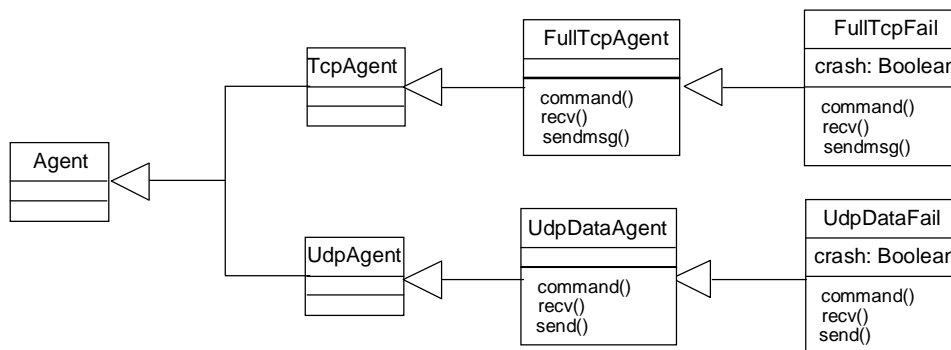 FullTcpAgent
FullTcpFail
TcpAgent
crash: Boolean
command()
recv()
sendmsg()
command()
recv()
sendmsg()
Agent
UdpAgent
UdpDataAgent
UdpDataFail
crash: Boolean
command()
recv()
send()
command()
recv()
send()